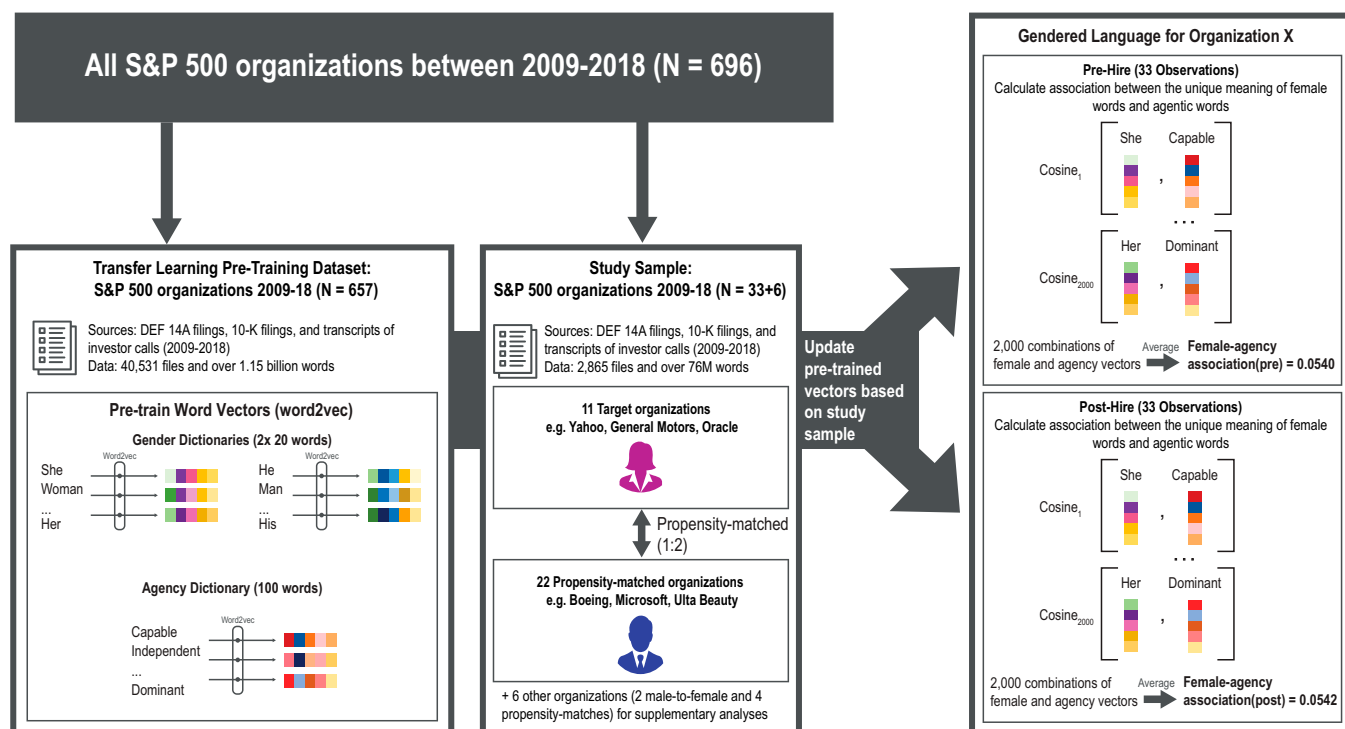 All S&P 500 organizations between 2009-2018 (N = 696)
Transfer Learning Pre-Training Dataset:
S&P 500 organizations 2009-18 (N = 657)
Sources: DEF 14A filings, 10-K filings, and transcripts of
investor calls (2009-2018)
Data: 40,531 files and over 1.15 billion words
Pre-train Word Vectors (word2vec)
Gender Dictionaries (2x 20 words)
Word2vec
She
Woman
...
Her
Word2vec
He
Man
...
His
Agency Dictionary (100 words)
Word2vec
Capable
Independent
...
Dominant
Study Sample:
S&P 500 organizations 2009-18 (N = 33+6)
Sources: DEF 14A filings, 10-K filings, and
transcripts of investor calls (2009-2018)
Data: 2,865 files and over 76M words
11 Target organizations
e.g. Yahoo, General Motors, Oracle
Propensity-matched
(1:2)
22 Propensity-matched organizations
e.g. Boeing, Microsoft, Ulta Beauty
+ 6 other organizations (2 male-to-female and 4
propensity-matches) for supplementary analyses
Update
pre-trained
vectors based
on study
sample
Gendered Language for Organization X
Pre-Hire (33 Observations)
Calculate association between the unique meaning of female
words and agentic words
She Capable
Cosine1 ,
...
Her Dominant
Cosine2000 ,
2,000 combinations of
female and agency vectors
Average
Female-agency
association(pre) = 0.0540
Post-Hire (33 Observations)
Calculate association between the unique meaning of female
words and agentic words
She Capable
Cosine1 ,
...
Her Dominant
Cosine2000 ,
2,000 combinations of
female and agency vectors
Average
Female-agency
association(post) = 0.0542